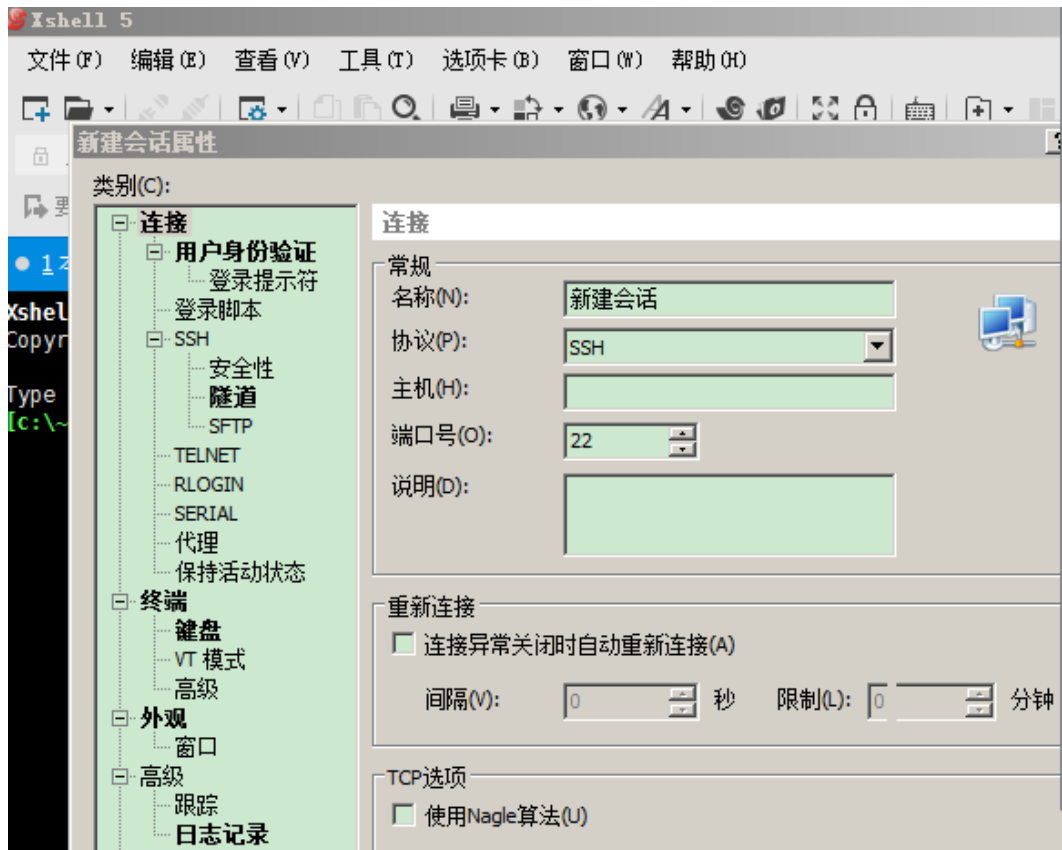 Xshell 5
文件(F) 编辑(E) 查看(V) 工具(T) 选项卡(B) 窗口(W) 帮助(H)
新建会话属性
类别(C):
连接
用户身份验证
登录提示符
登录脚本
SSH
安全性
隧道
SFTP
TELNET
RLOGIN
SERIAL
代理
保持活动状态
终端
键盘
VT 模式
高级
外观
窗口
高级
跟踪
日志记录
连接
常规
名称(N): 新建会话
协议(P): SSH
主机(H):
端口号(O): 22
说明(D):
重新连接
连接异常关闭时自动重新连接(A)
间隔(V): 0 秒 限制(L): 0 分钟
TCP选项
使用Nagle算法(U)
要
1
Xshel
Copyr
Type
[c:\~